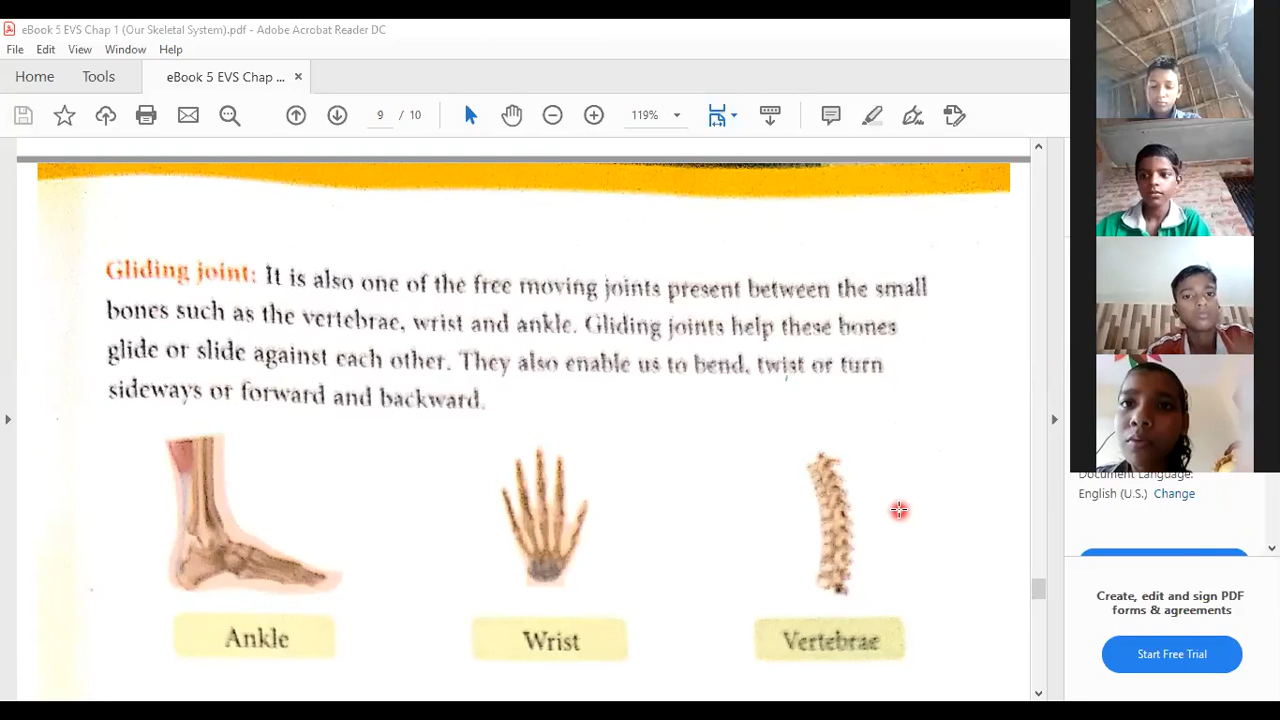 eBook 5 EVS Chap 1 (Our Skeletal System).pdf - Adobe Acrobat Reader DC
File Edit View Window Help
Home Tools eBook 5 EVS Chap ... ×
9 / 10 119%
Gliding joint: It is also one of the free moving joints present between the small
bones such as the vertebrae, wrist and ankle. Gliding joints help these bones
glide or slide against each other. They also enable us to bend, twist or turn
sideways or forward and backward.
Ankle Wrist Vertebrae
Document Language:
English (U.S.) Change
Create, edit and sign PDF
forms & agreements
Start Free Trial